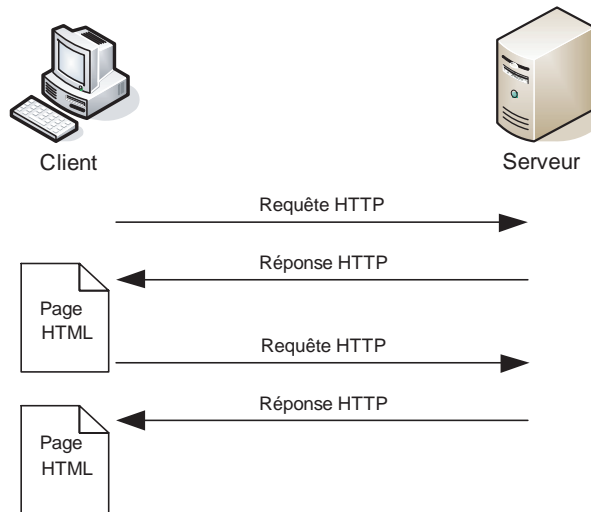 Client
Serveur
Requête HTTP
Réponse HTTP
Page
HTML
Requête HTTP
Réponse HTTP
Page
HTML